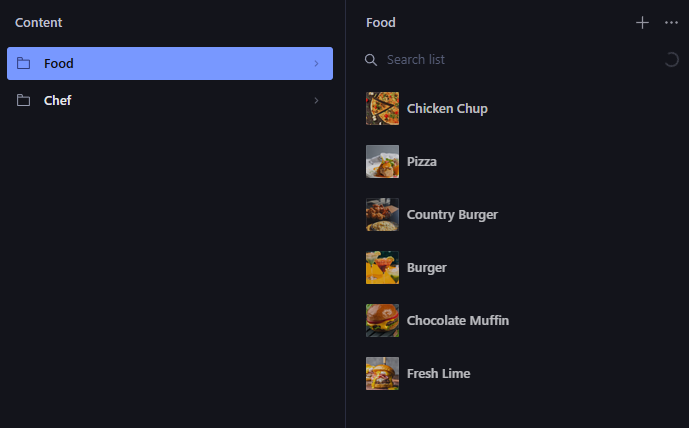 Content
Food
Chef
Food
Search list
Chicken Chup
Pizza
Country Burger
Burger
Chocolate Muffin
Fresh Lime